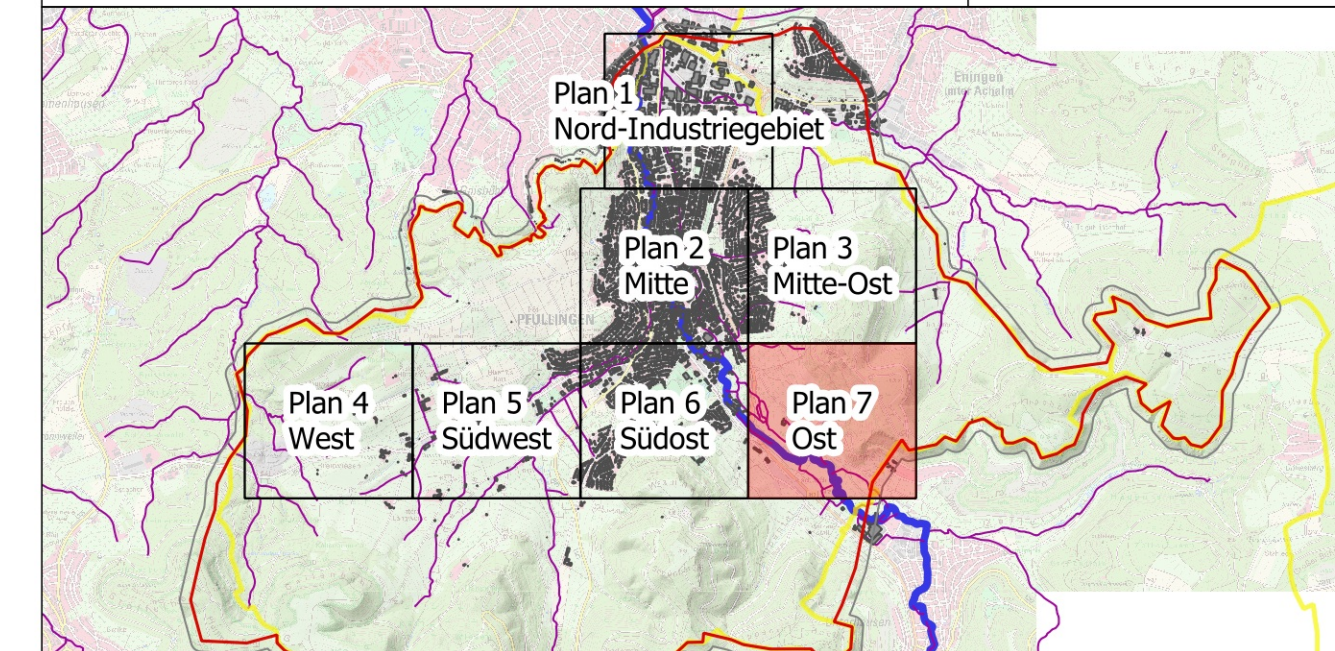 Plan 1
Nord-Industriegebiet
Eningen
unter Achalm
Plan 2
Mitte
Plan 3
Mitte-Ost
PFULLINGEN
Plan 4
West
Plan 5
Südwest
Plan 6
Südost
Plan 7
Ost